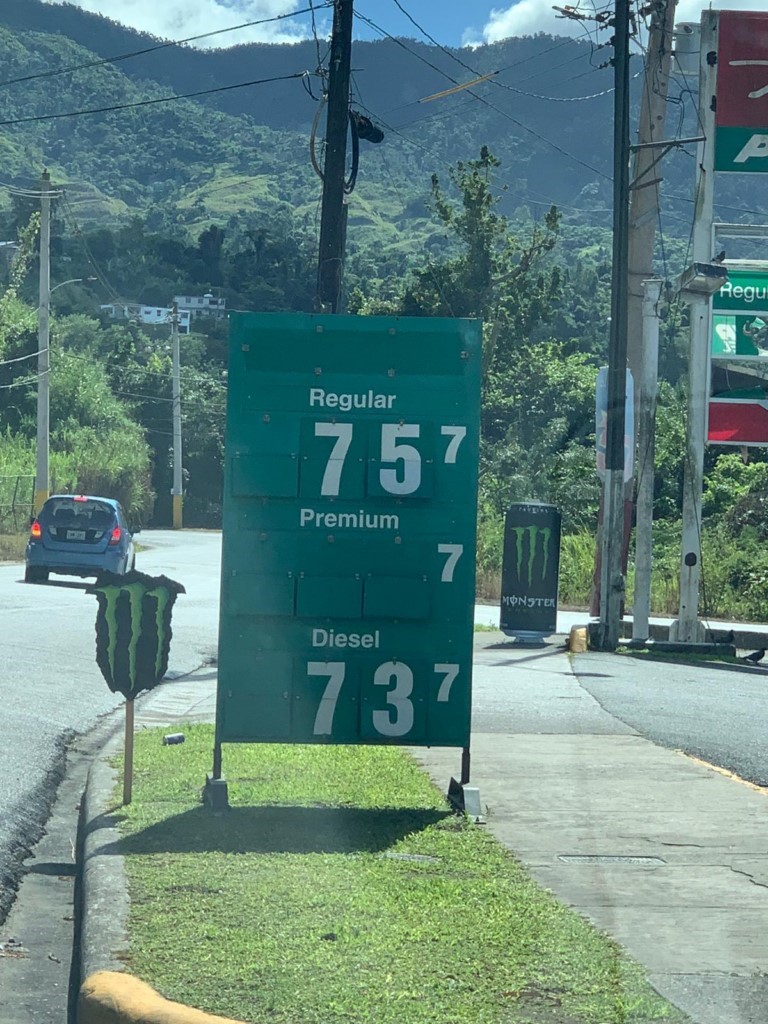 Regular
75 7
Premium
7
Diesel
73 7
MONSTER
Regu
P